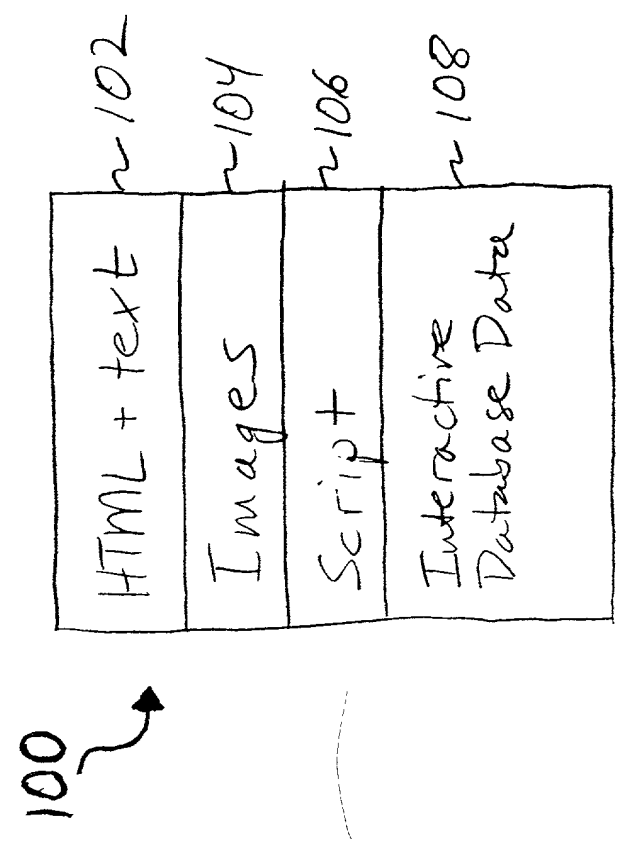 100
HTML + text ~102
Images ~104
Script ~106
Interactive ~108
Database Data